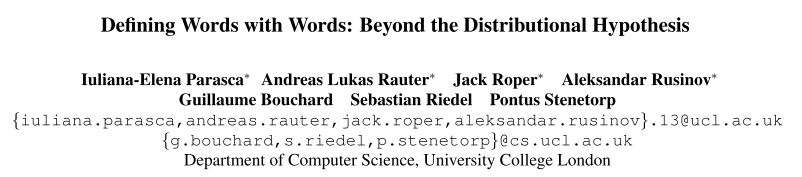 Defining Words with Words: Beyond the Distributional Hypothesis
Iuliana-Elena Parasca* Andreas Lukas Rauter* Jack Roper* Aleksandar Rusinov*
Guillaume Bouchard Sebastian Riedel Pontus Stenetorp
{iuliana.parasca,andreas.rauter,jack.roper,aleksandar.rusinov}.13@ucl.ac.uk
{g.bouchard,s.riedel,p.stenetorp}@cs.ucl.ac.uk
Department of Computer Science, University College London